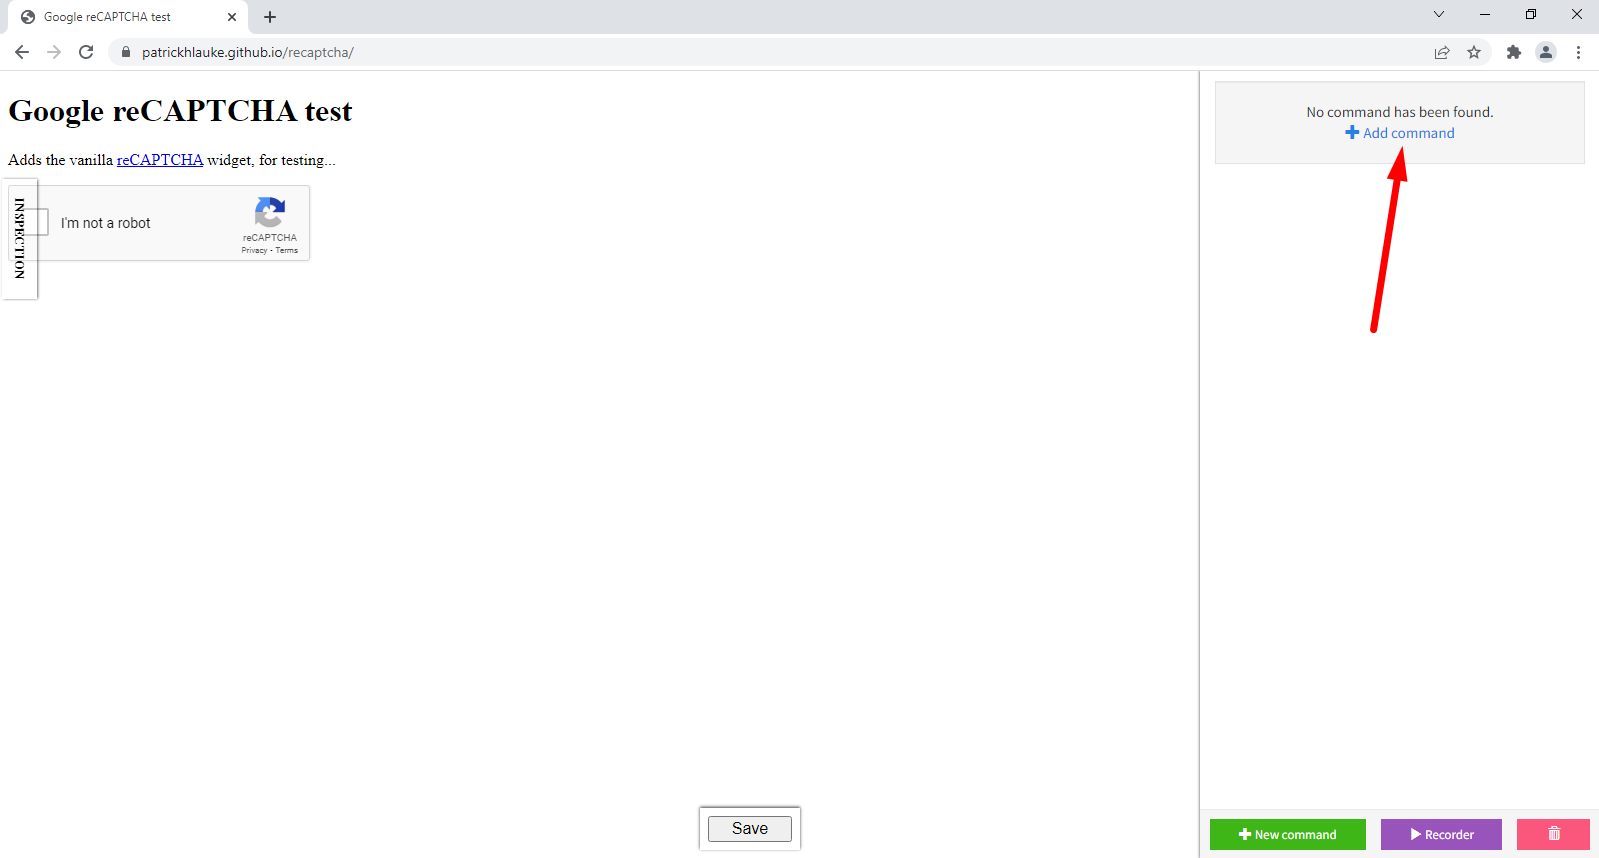 Google reCAPTCHA test
patrickhlauke.github.io/recaptcha/
Google reCAPTCHA test
Adds the vanilla reCAPTCHA widget, for testing...
INSPECTION
I'm not a robot
reCAPTCHA
Privacy - Terms
No command has been found.
Add command
Save
New command
Recorder